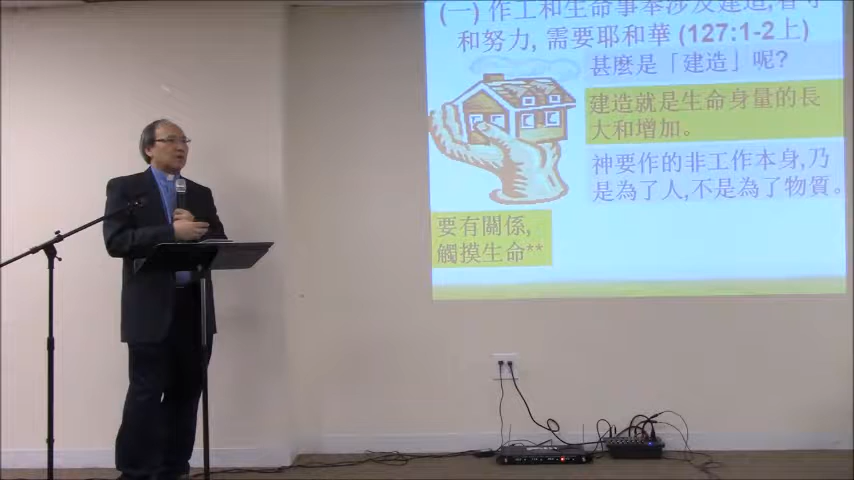 (一) 作工和生命事奉涉及建造,看守
和努力, 需要耶和華 (127:1-2上)
甚麼是「建造」呢?
建造就是生命身量的長
大和增加。
神要作的非工作本身,乃
是為了人,不是為了物質。
要有關係,
觸摸生命**